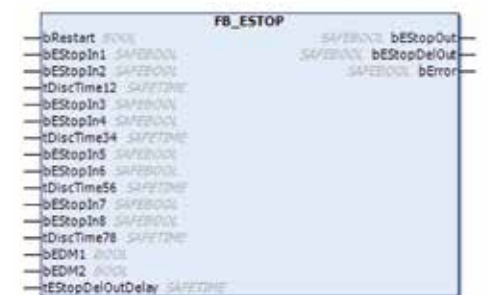 FB_ESTOP
bRestart BOOL
bEStopIn1 SAFEBOOL
bEStopIn2 SAFEBOOL
tDiscTime12 SAFETIME
bEStopIn3 SAFEBOOL
bEStopIn4 SAFEBOOL
tDiscTime34 SAFETIME
bEStopIn5 SAFEBOOL
bEStopIn6 SAFEBOOL
tDiscTime56 SAFETIME
bEStopIn7 SAFEBOOL
bEStopIn8 SAFEBOOL
tDiscTime78 SAFETIME
bEDM1 BOOL
bEDM2 BOOL
tEStopDelOutDelay SAFETIME
SAFEBOOL bEStopOut
SAFEBOOL bEStopDelOut
SAFEBOOL bError